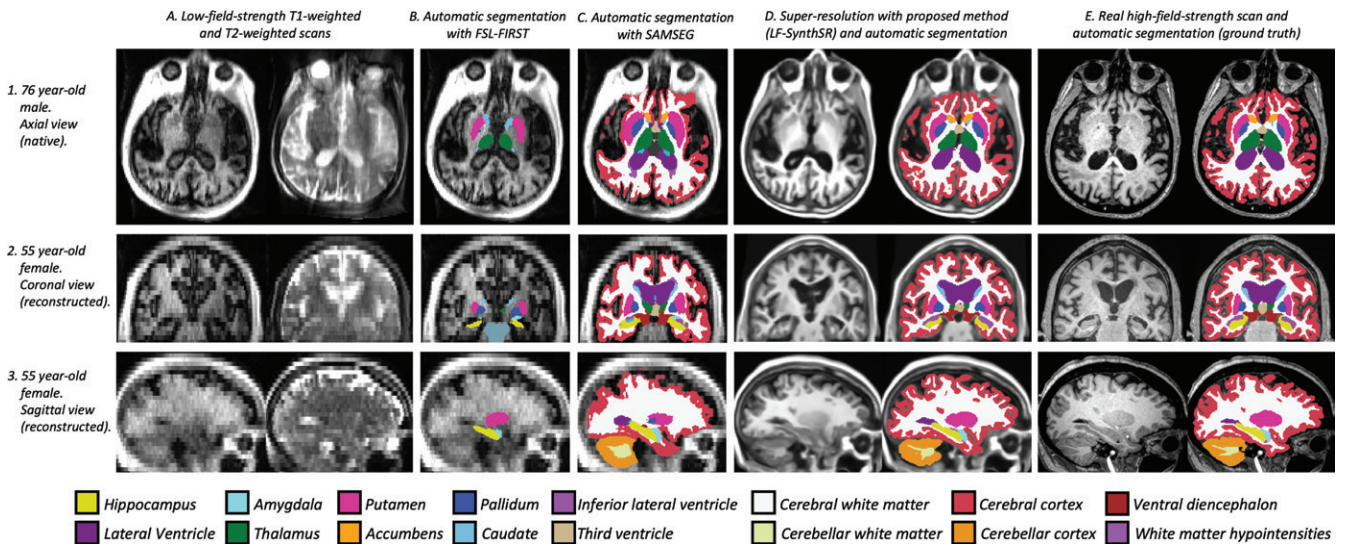 A. Low-field-strength T1-weighted
and T2-weighted scans
B. Automatic segmentation
with FSL-FIRST
C. Automatic segmentation
with SAMSEG
D. Super-resolution with proposed method
(LF-SynthSR) and automatic segmentation
E. Real high-field-strength scan and
automatic segmentation (ground truth)
1. 76 year-old
male.
Axial view
(native).
2. 55 year-old
female.
Coronal view
(reconstructed).
3. 55 year-old
female.
Sagittal view
(reconstructed).
Hippocampus
Amygdala
Putamen
Pallidum
Inferior lateral ventricle
Cerebral white matter
Cerebral cortex
Ventral diencephalon
Lateral Ventricle
Thalamus
Accumbens
Caudate
Third ventricle
Cerebellar white matter
Cerebellar cortex
White matter hypointensities